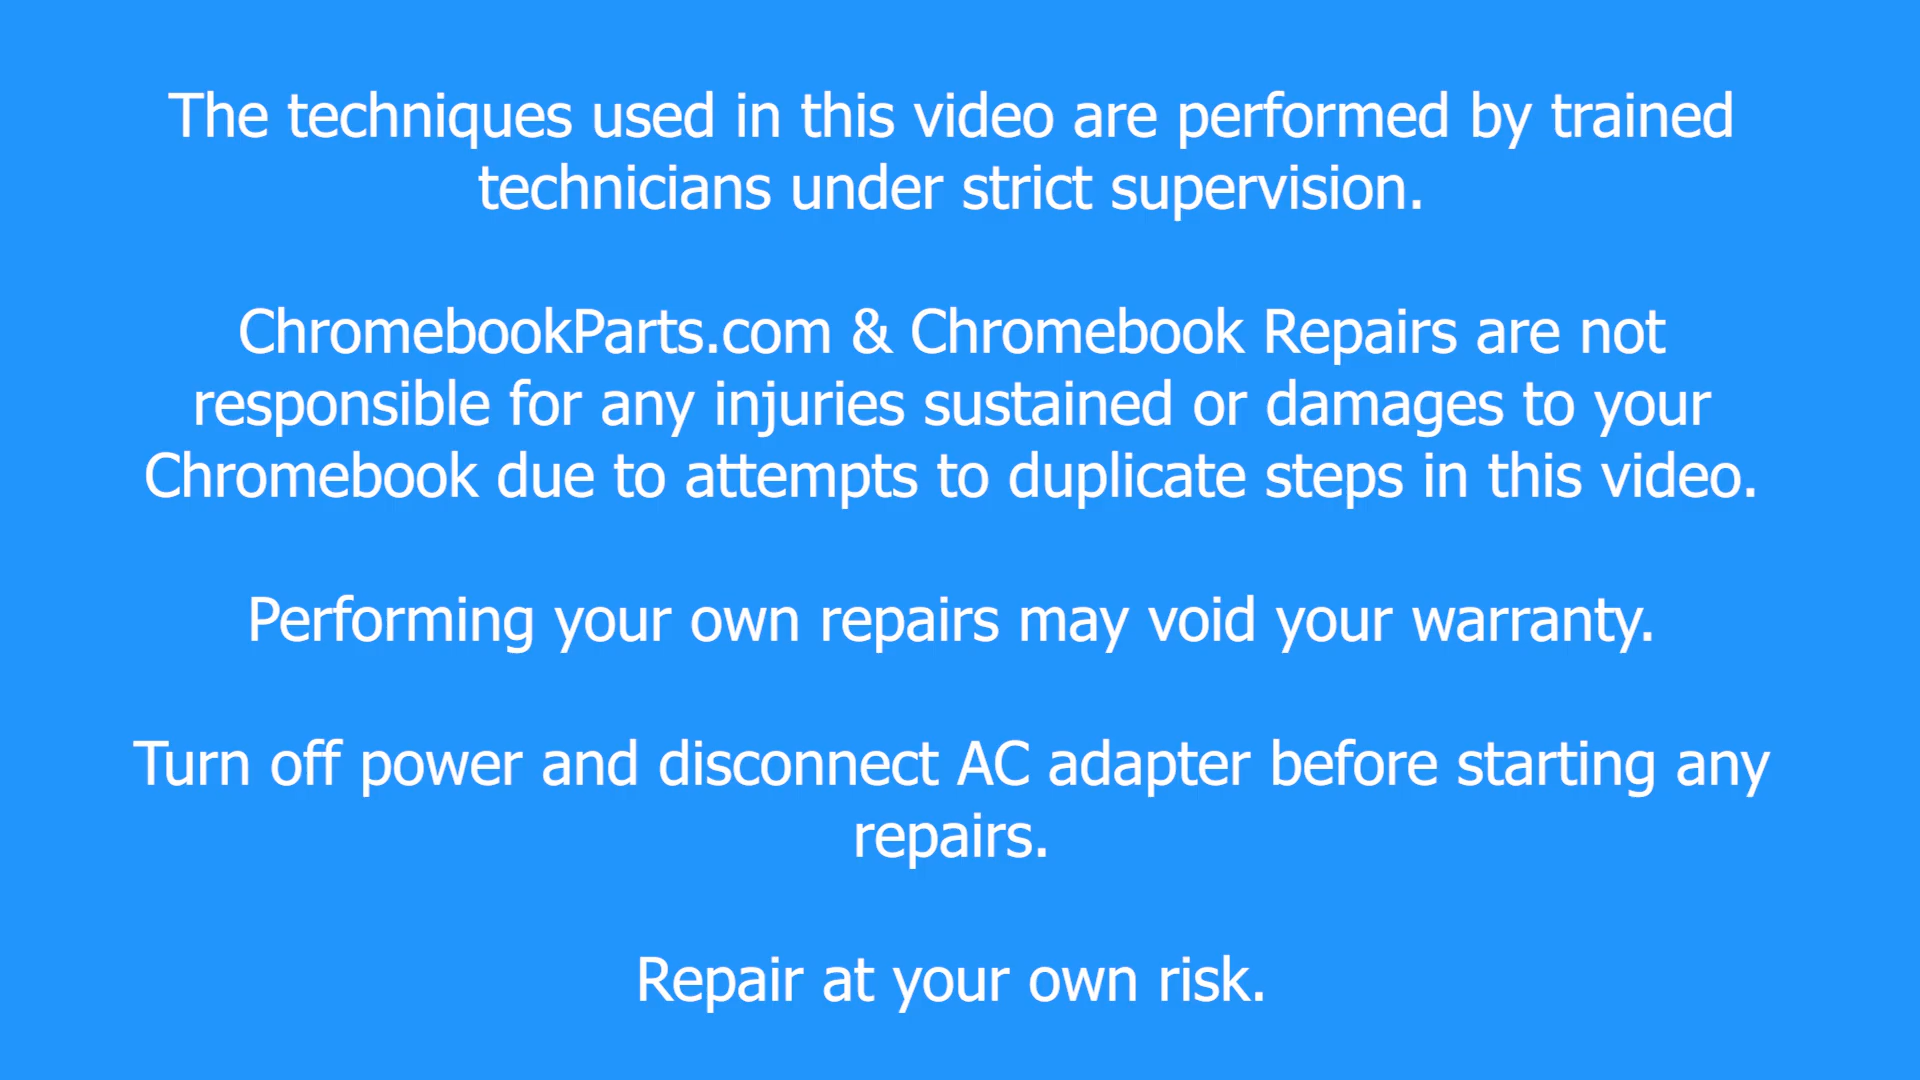 The techniques used in this video are performed by trained
technicians under strict supervision.
ChromebookParts.com & Chromebook Repairs are not
responsible for any injuries sustained or damages to your
Chromebook due to attempts to duplicate steps in this video.
Performing your own repairs may void your warranty.
Turn off power and disconnect AC adapter before starting any
repairs.
Repair at your own risk.